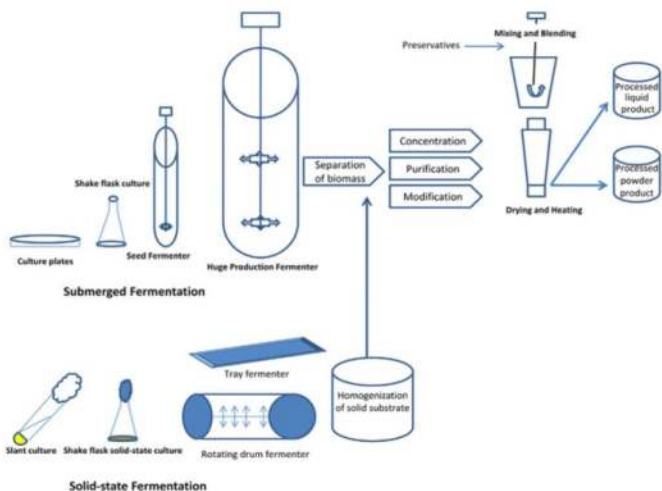 Mixing and Blending
Preservatives
Processed
liquid
product
Concentration
Separation
of biomass
Purification
Modification
Processed
powder
product
Drying and Heating
Shake flask culture
Culture plates
Seed Fermenter
Huge Production Fermenter
Submerged Fermentation
Tray fermenter
Homogenization
of solid substrate
Slant culture
Shake flask solid-state culture
Rotating drum fermenter
Solid-state Fermentation